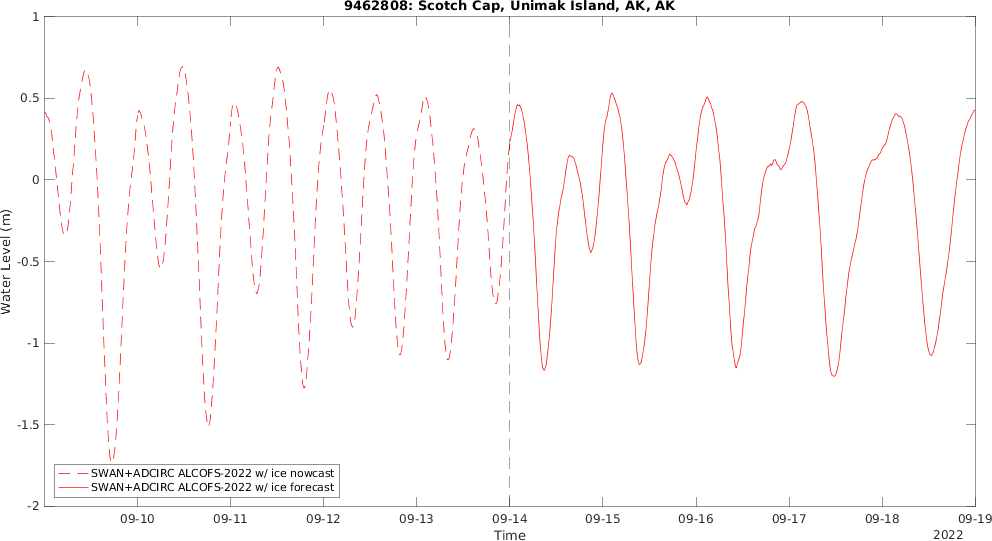 9462808: Scotch Cap, Unimak Island, AK, AK
1
0.5
0
-0.5
-1
-1.5
-2
Water Level (m)
SWAN+ADCIRC ALCOFS-2022 w/ ice nowcast
SWAN+ADCIRC ALCOFS-2022 w/ ice forecast
09-10 09-11 09-12 09-13 09-14 09-15 09-16 09-17 09-18 09-19
Time
2022